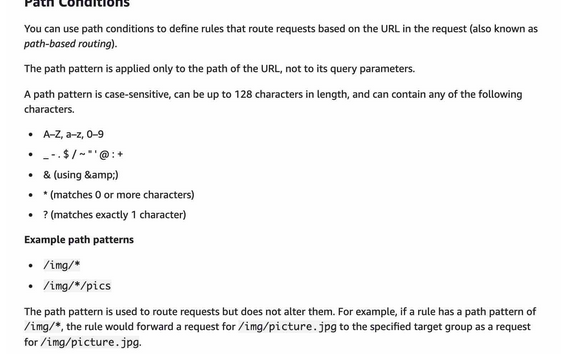 Path Conditions
You can use path conditions to define rules that route requests based on the URL in the request (also known as
path-based routing).
The path pattern is applied only to the path of the URL, not to its query parameters.
A path pattern is case-sensitive, can be up to 128 characters in length, and can contain any of the following
characters.
• A–Z, a–z, 0–9
• _ - . $ / ~ " ' @ : +
• & (using &amp;)
• * (matches 0 or more characters)
• ? (matches exactly 1 character)
Example path patterns
• /img/*
• /img/*/pics
The path pattern is used to route requests but does not alter them. For example, if a rule has a path pattern of
/img/*, the rule would forward a request for /img/picture.jpg to the specified target group as a request
for /img/picture.jpg.